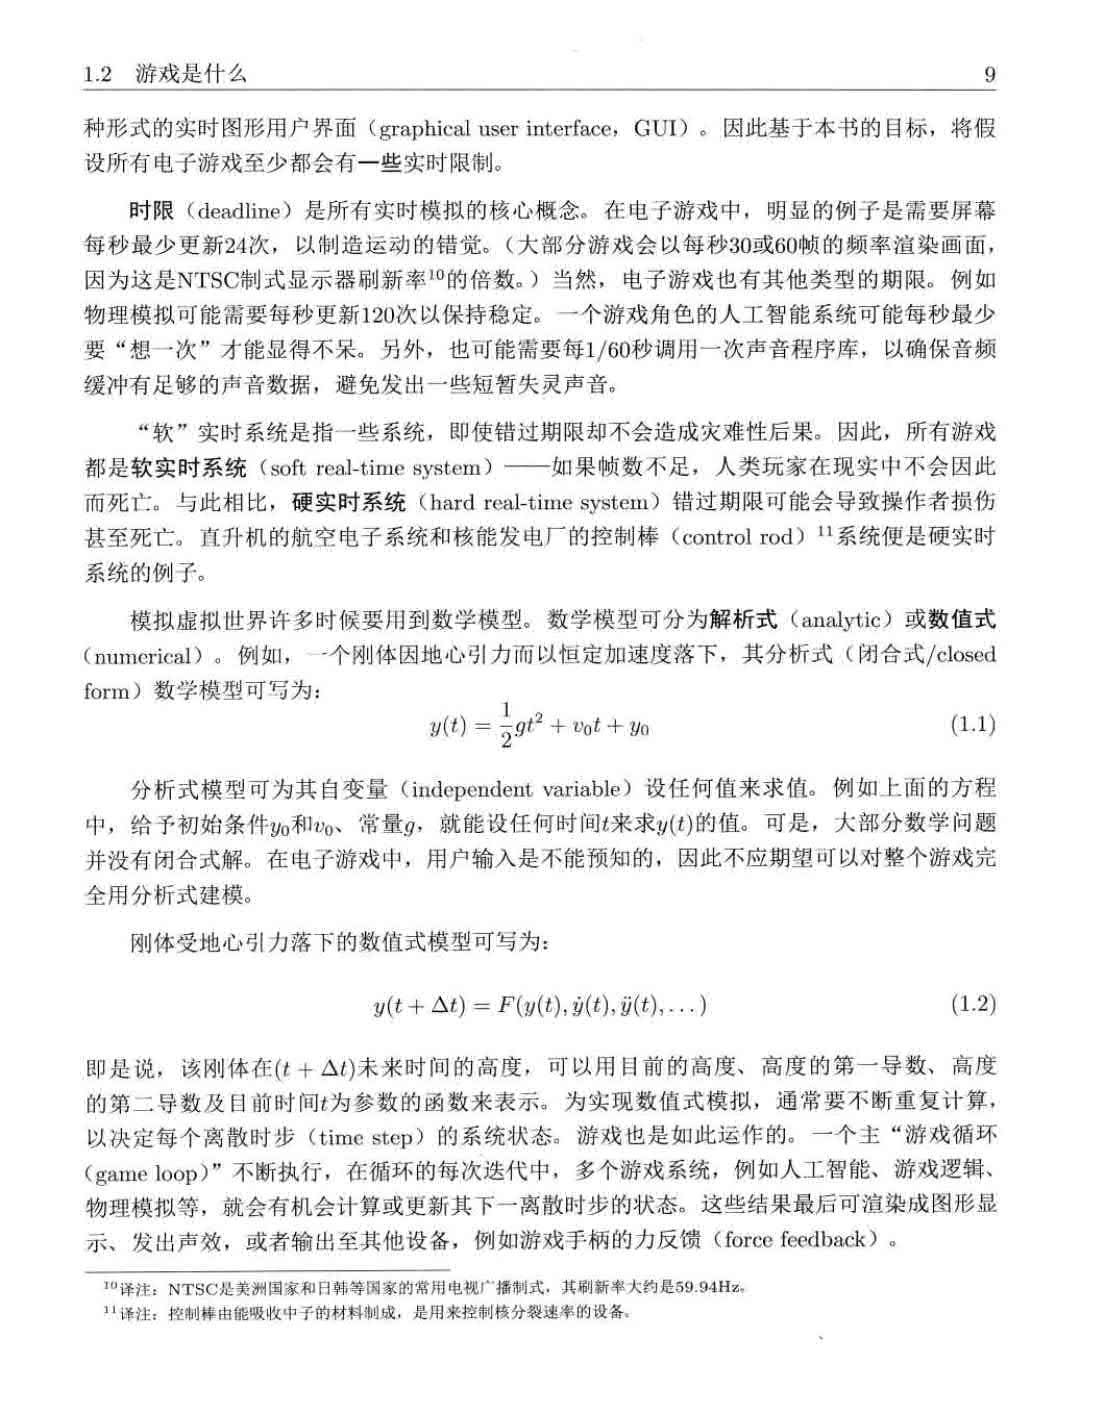 1.2 游戏是什么 9
种形式的实时图形用户界面（graphical user interface，GUI）。因此基于本书的目标，将假
设所有电子游戏至少都会有一些实时限制。
时限（deadline）是所有实时模拟的核心概念。在电子游戏中，明显的例子是需要屏幕
每秒最少更新24次，以制造运动的错觉。（大部分游戏会以每秒30或60帧的频率渲染画面，
因为这是NTSC制式显示器刷新率¹⁰的倍数。）当然，电子游戏也有其他类型的期限。例如
物理模拟可能需要每秒更新120次以保持稳定。一个游戏角色的人工智能系统可能每秒最少
要“想一次”才能显得不呆。另外，也可能需要每1/60秒调用一次声音程序库，以确保音频
缓冲有足够的声音数据，避免发出一些短暂失灵声音。
“软”实时系统是指一些系统，即使错过期限却不会造成灾难性后果。因此，所有游戏
都是软实时系统（soft real-time system）——如果帧数不足，人类玩家在现实中不会因此
而死亡。与此相比，硬实时系统（hard real-time system）错过期限可能会导致操作者损伤
甚至死亡。直升机的航空电子系统和核能发电厂的控制棒（control rod）¹¹系统便是硬实时
系统的例子。
模拟虚拟世界许多时候要用到数学模型。数学模型可分为解析式（analytic）或数值式
（numerical）。例如，一个刚体因地心引力而以恒定加速度落下，其分析式（闭合式/closed
form）数学模型可写为：
y(t) = 1/2 gt² + v₀t + y₀ (1.1)
分析式模型可为其自变量（independent variable）设任何值来求值。例如上面的方程
中，给予初始条件y₀和v₀、常量g，就能设任何时间t来求y(t)的值。可是，大部分数学问题
并没有闭合式解。在电子游戏中，用户输入是不能预知的，因此不应期望可以对整个游戏完
全用分析式建模。
刚体受地心引力落下的数值式模型可写为：
y(t + Δt) = F(y(t), ẏ(t), ÿ(t), . . . ) (1.2)
即是说，该刚体在(t + Δt)未来时间的高度，可以用目前的高度、高度的第一导数、高度
的第二导数及目前时间t为参数的函数来表示。为实现数值式模拟，通常要不断重复计算，
以决定每个离散时步（time step）的系统状态。游戏也是如此运作的。一个主“游戏循环
（game loop）”不断执行，在循环的每次迭代中，多个游戏系统，例如人工智能、游戏逻辑、
物理模拟等，就会有机会计算或更新其下一离散时步的状态。这些结果最后可渲染成图形显
示、发出声效，或者输出至其他设备，例如游戏手柄的力反馈（force feedback）。
¹⁰译注：NTSC是美洲国家和日韩等国家的常用电视广播制式，其刷新率大约是59.94Hz。
¹¹译注：控制棒由能吸收中子的材料制成，是用来控制核分裂速率的设备。